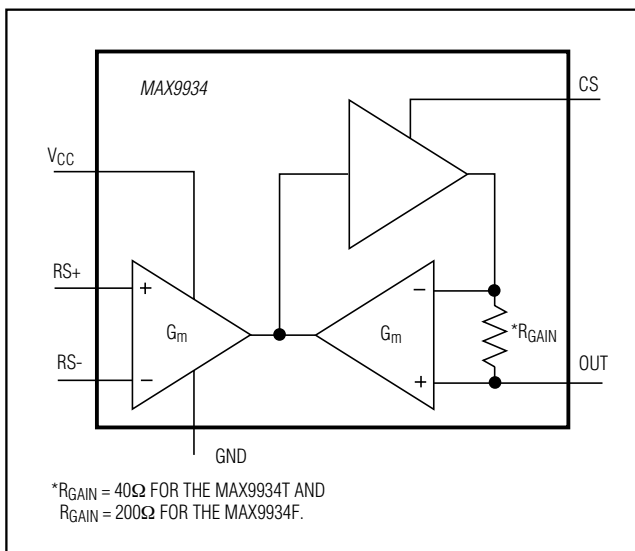 MAX9934
CS
VCC
RS+
+
Gm
RS-
−
GND
−
Gm
+
*RGAIN
OUT
*RGAIN = 40Ω FOR THE MAX9934T AND
RGAIN = 200Ω FOR THE MAX9934F.